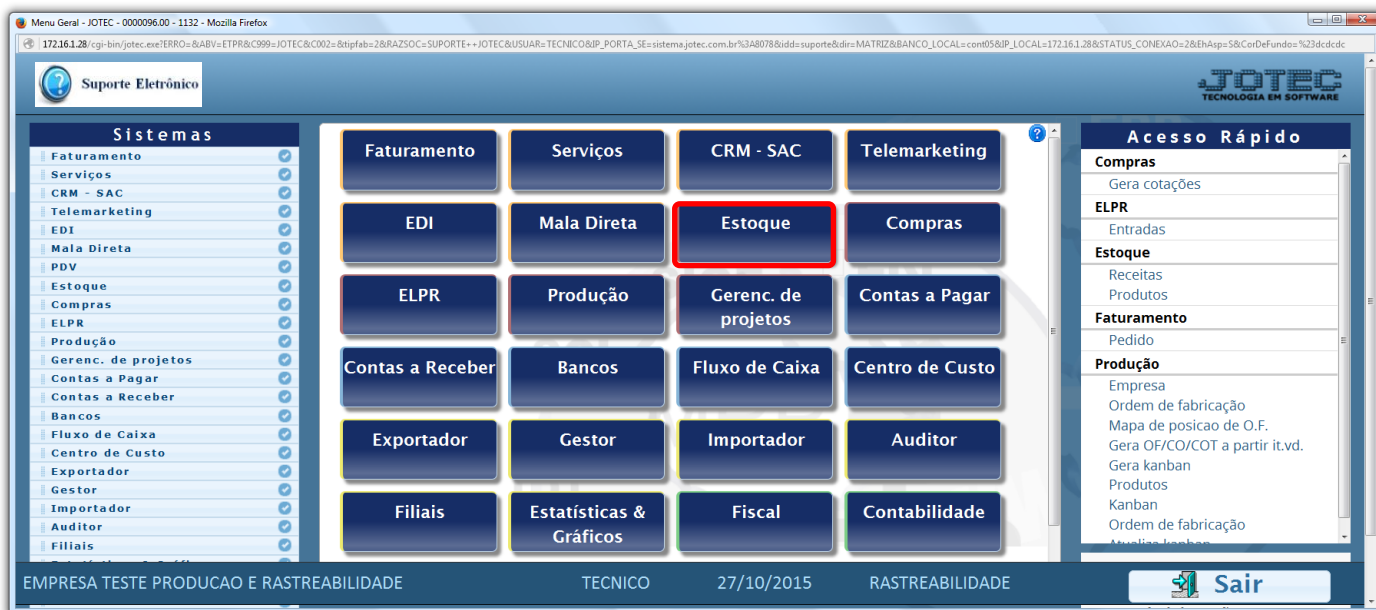 Menu Geral - JOTEC - 0000096.00 - 1132 - Mozilla Firefox
172.16.1.28/cgi-bin/jotec.exe?ERRO=&ABV=ETPR&C999=JOTEC&C002=&tipfab=2&RAZSOC=SUPORTE++JOTEC&USUAR=TECNICO&IP_PORTA_SE=sistema.jotec.com.br%3A8078&idd=suporte&dir=MATRIZ&BANCO_LOCAL=cont05&IP_LOCAL=172.16.1.28&STATUS_CONEXAO=2&EhAsp=S&CorDeFundo=%23dcdcdc
Suporte Eletrônico
JOTEC
TECNOLOGIA EM SOFTWARE
Sistemas
Faturamento
Serviços
CRM - SAC
Telemarketing
EDI
Mala Direta
PDV
Estoque
Compras
ELPR
Produção
Gerenc. de projetos
Contas a Pagar
Contas a Receber
Bancos
Fluxo de Caixa
Centro de Custo
Exportador
Gestor
Importador
Auditor
Filiais
Faturamento
Serviços
CRM - SAC
Telemarketing
EDI
Mala Direta
Estoque
Compras
ELPR
Produção
Gerenc. de
projetos
Contas a Pagar
Contas a Receber
Bancos
Fluxo de Caixa
Centro de Custo
Exportador
Gestor
Importador
Auditor
Filiais
Estatísticas &
Gráficos
Fiscal
Contabilidade
Acesso Rápido
Compras
Gera cotações
ELPR
Entradas
Estoque
Receitas
Produtos
Faturamento
Pedido
Produção
Empresa
Ordem de fabricação
Mapa de posicao de O.F.
Gera OF/CO/COT a partir it.vd.
Gera kanban
Produtos
Kanban
Ordem de fabricação
Atualiza kanban
EMPRESA TESTE PRODUCAO E RASTREABILIDADE
TECNICO
27/10/2015
RASTREABILIDADE
Sair